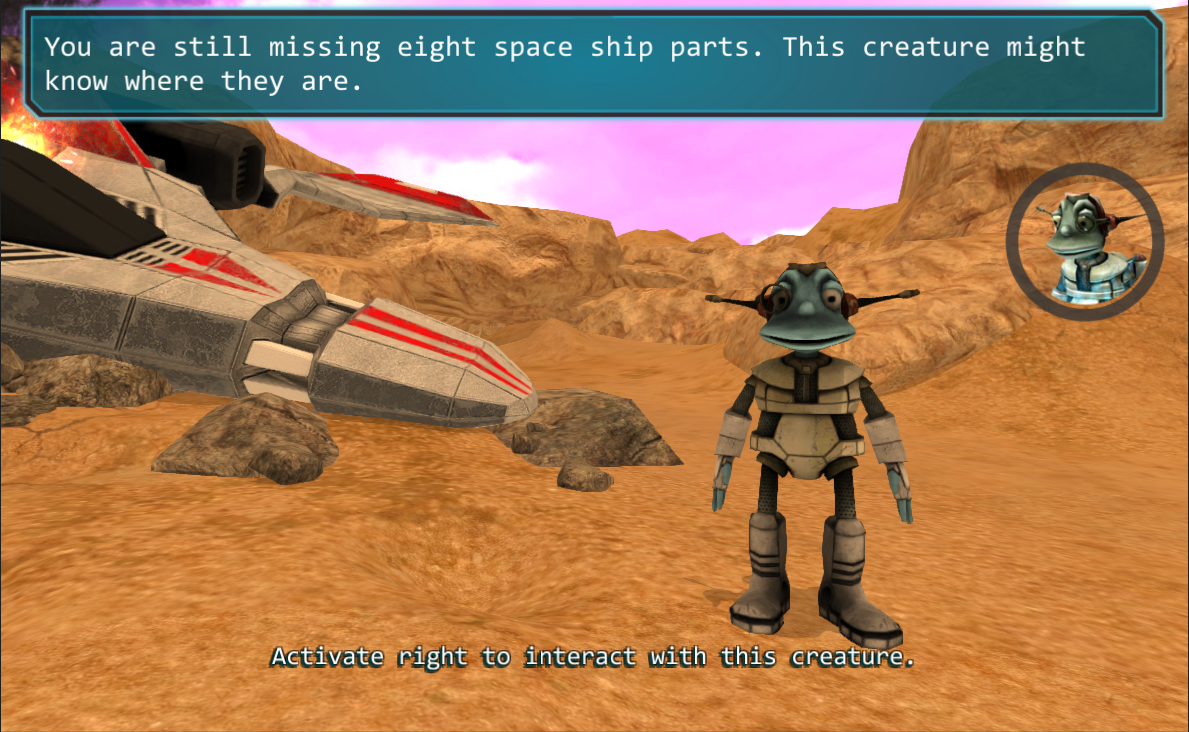 You are still missing eight space ship parts. This creature might
know where they are.
Activate right to interact with this creature.